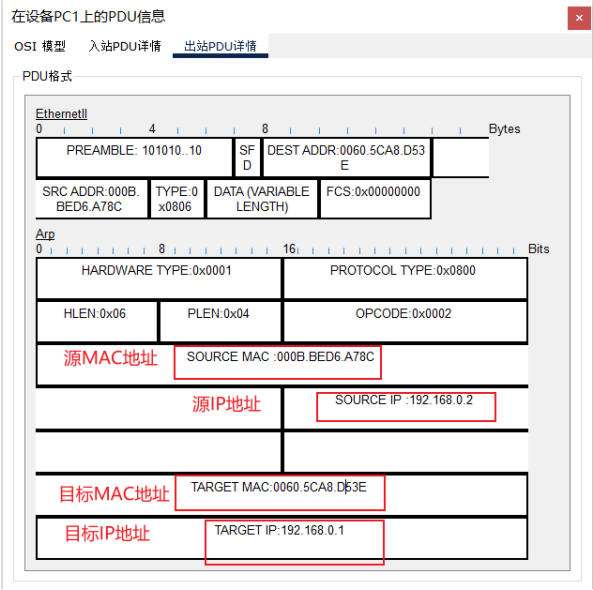 在设备PC1上的PDU信息
×
OSI 模型 入站PDU详情 出站PDU详情
PDU格式
EthernetII
0 4 8 Bytes
PREAMBLE: 101010..10
SF
D
DEST ADDR:0060.5CA8.D53
E
SRC ADDR:000B.
BED6.A78C
TYPE:0
x0806
DATA (VARIABLE
LENGTH)
FCS:0x00000000
Arp
0 8 16 Bits
HARDWARE TYPE:0x0001 PROTOCOL TYPE:0x0800
HLEN:0x06 PLEN:0x04 OPCODE:0x0002
源MAC地址 SOURCE MAC :000B.BED6.A78C
源IP地址 SOURCE IP :192.168.0.2
目标MAC地址 TARGET MAC:0060.5CA8.D53E
目标IP地址 TARGET IP:192.168.0.1